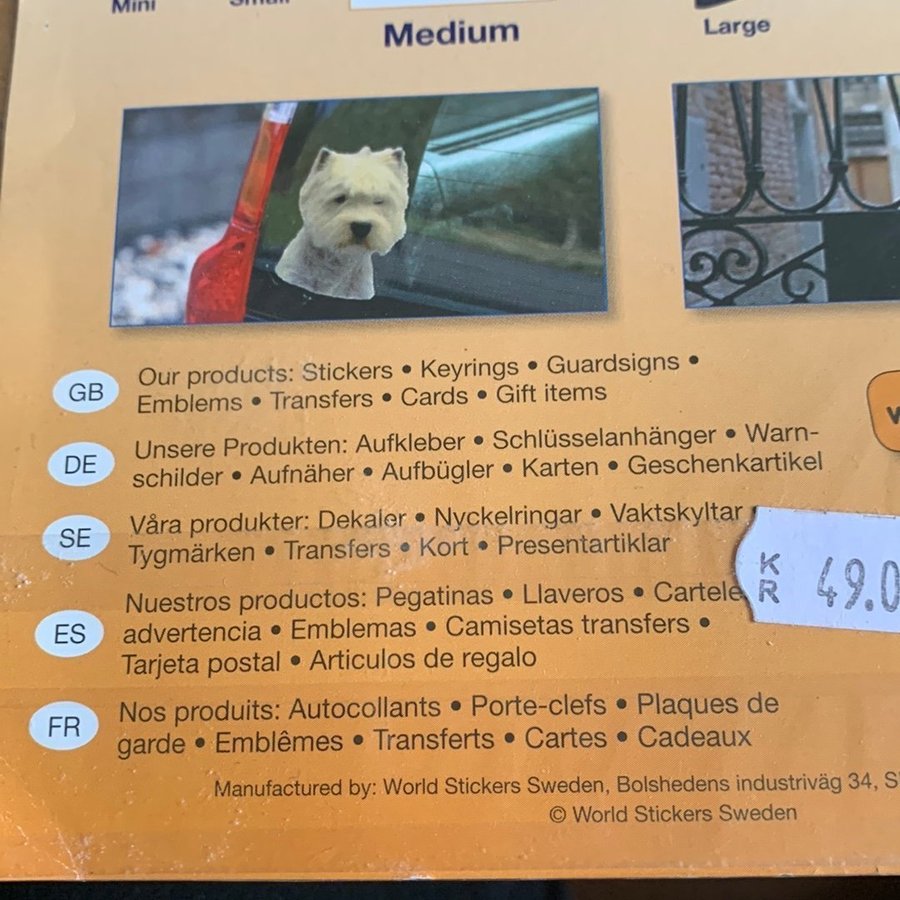 Mini
Small
Medium
Large
GB
Our products: Stickers • Keyrings • Guardsigns •
Emblems • Transfers • Cards • Gift items
DE
Unsere Produkten: Aufkleber • Schlüsselanhänger • Warn-
schilder • Aufnäher • Aufbügler • Karten • Geschenkartikel
SE
Våra produkter: Dekaler • Nyckelringar • Vaktskyltar
Tygmärken • Transfers • Kort • Presentartiklar
KR 49.0
ES
Nuestros productos: Pegatinas • Llaveros • Cartele
advertencia • Emblemas • Camisetas transfers •
Tarjeta postal • Articulos de regalo
FR
Nos produits: Autocollants • Porte-clefs • Plaques de
garde • Emblêmes • Transferts • Cartes • Cadeaux
Manufactured by: World Stickers Sweden, Bolshedens industriväg 34, S
© World Stickers Sweden